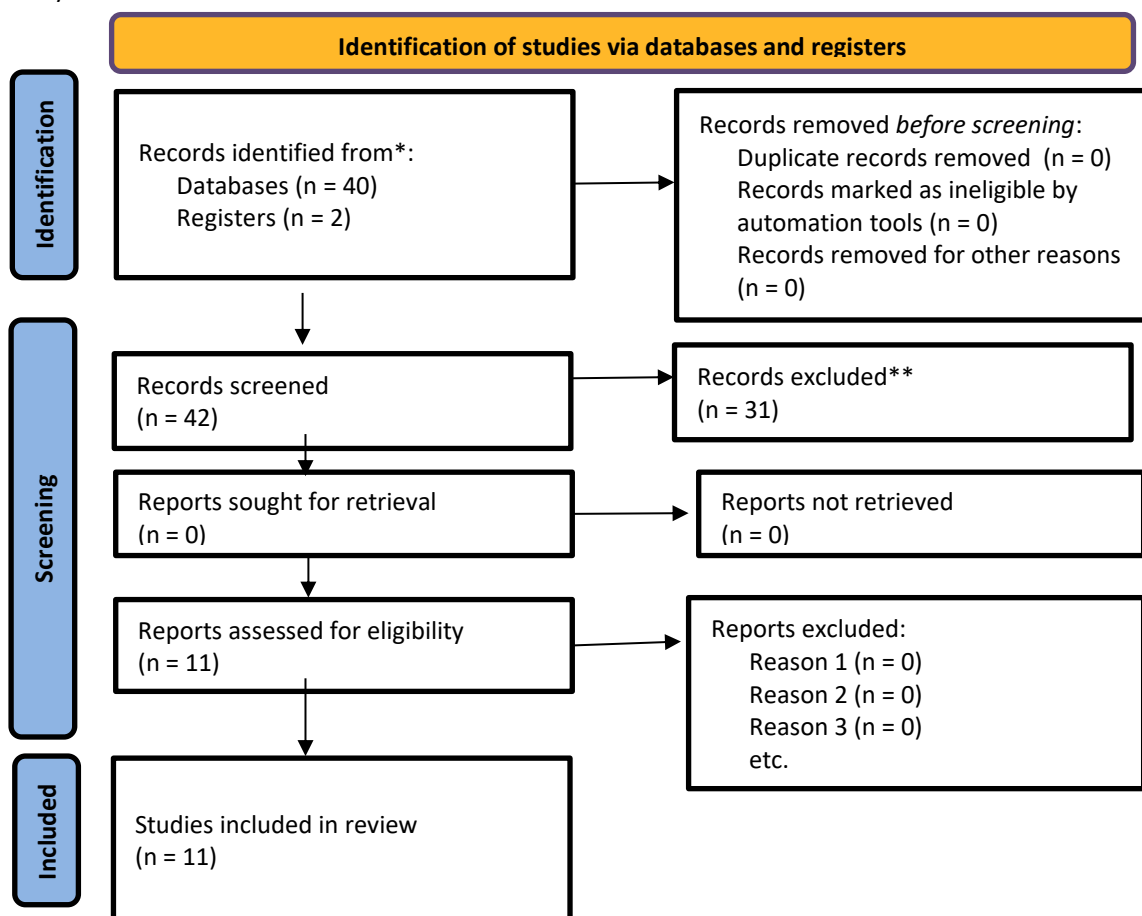 Identification of studies via databases and registers
Identification
Records identified from*:
Databases (n = 40)
Registers (n = 2)
Records removed before screening:
Duplicate records removed (n = 0)
Records marked as ineligible by
automation tools (n = 0)
Records removed for other reasons
(n = 0)
Screening
Records screened
(n = 42)
Records excluded**
(n = 31)
Reports sought for retrieval
(n = 0)
Reports not retrieved
(n = 0)
Reports assessed for eligibility
(n = 11)
Reports excluded:
Reason 1 (n = 0)
Reason 2 (n = 0)
Reason 3 (n = 0)
etc.
Included
Studies included in review
(n = 11)